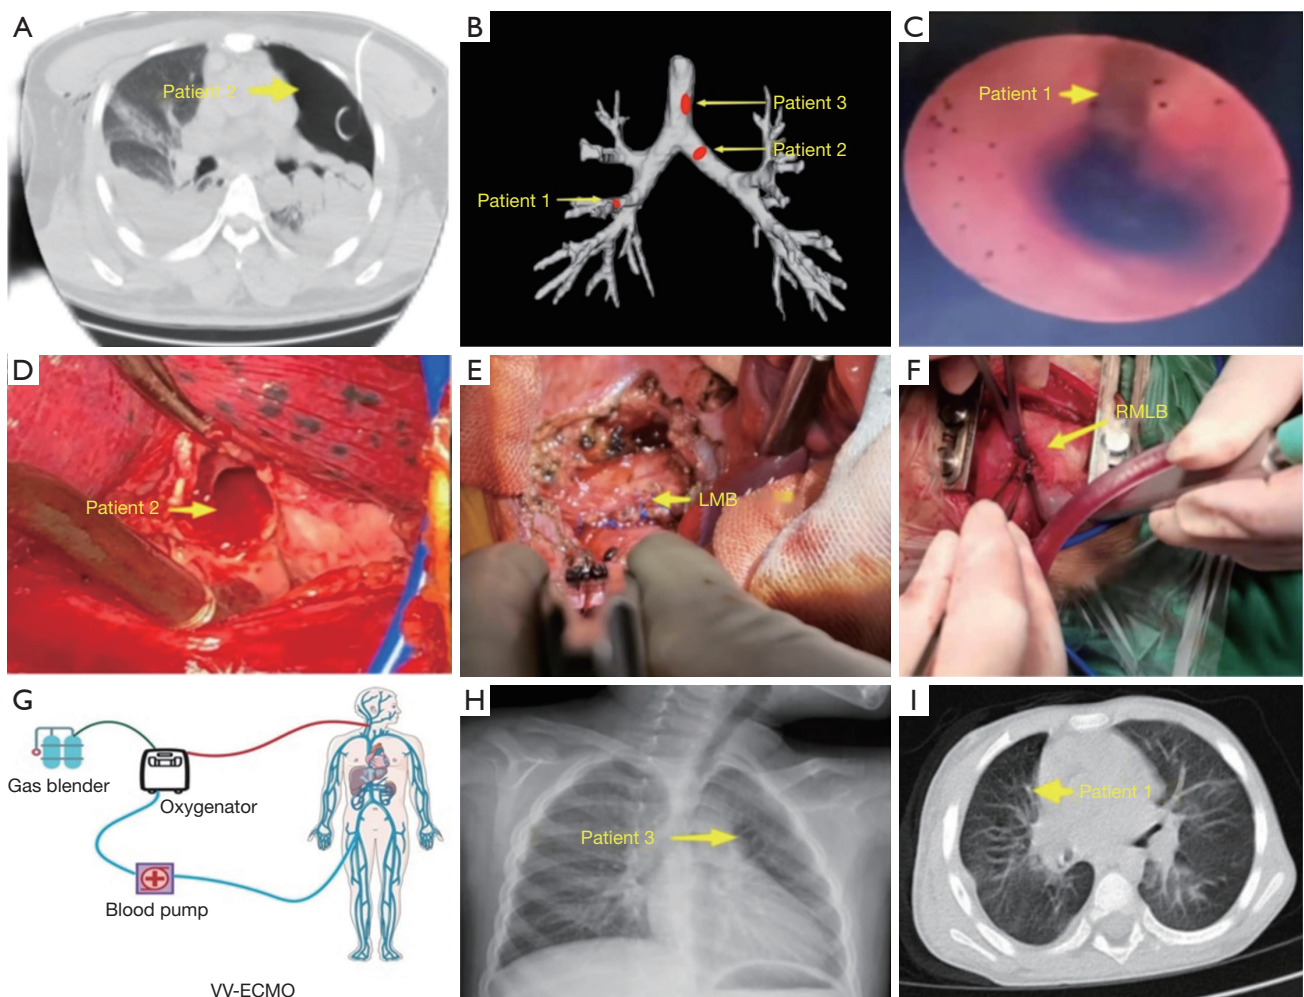 A
Patient 2
B
Patient 3
Patient 2
Patient 1
C
Patient 1
D
Patient 2
E
LMB
F
RMLB
G
Gas blender
Oxygenator
Blood pump
VV-ECMO
H
Patient 3
I
Patient 1